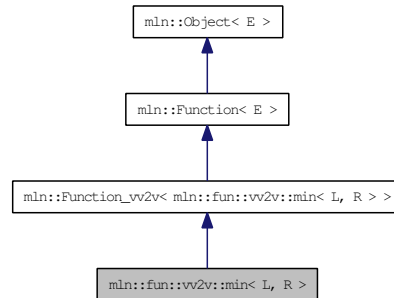 mln::Object< E >
mln::Function< E >
mln::Function_vv2v< mln::fun::vv2v::min< L, R > >
mln::fun::vv2v::min< L, R >